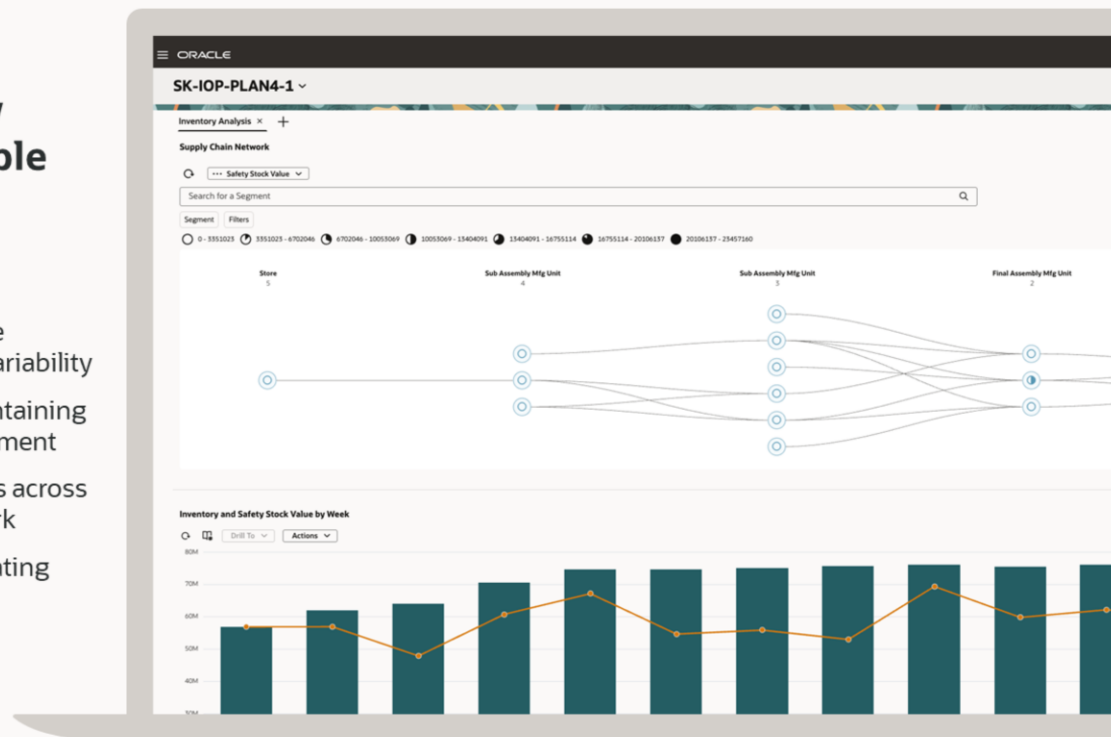 ble
ariability
ntaining
ment
s across
rk
ating
ORACLE
SK-IOP-PLAN4-1
Inventory Analysis × +
Supply Chain Network
Safety Stock Value
Search for a Segment
Segment Filters
0 - 3351023 3351023 - 6702046 6702046 - 10053069 10053069 - 13404091 13404091 - 16755114 16755114 - 20106137 20106137 - 23457160
Store Sub Assembly Mfg Unit Sub Assembly Mfg Unit Final Assembly Mfg Unit
5 4 3 2
Inventory and Safety Stock Value by Week
Drill To Actions
80M
70M
60M
50M
40M